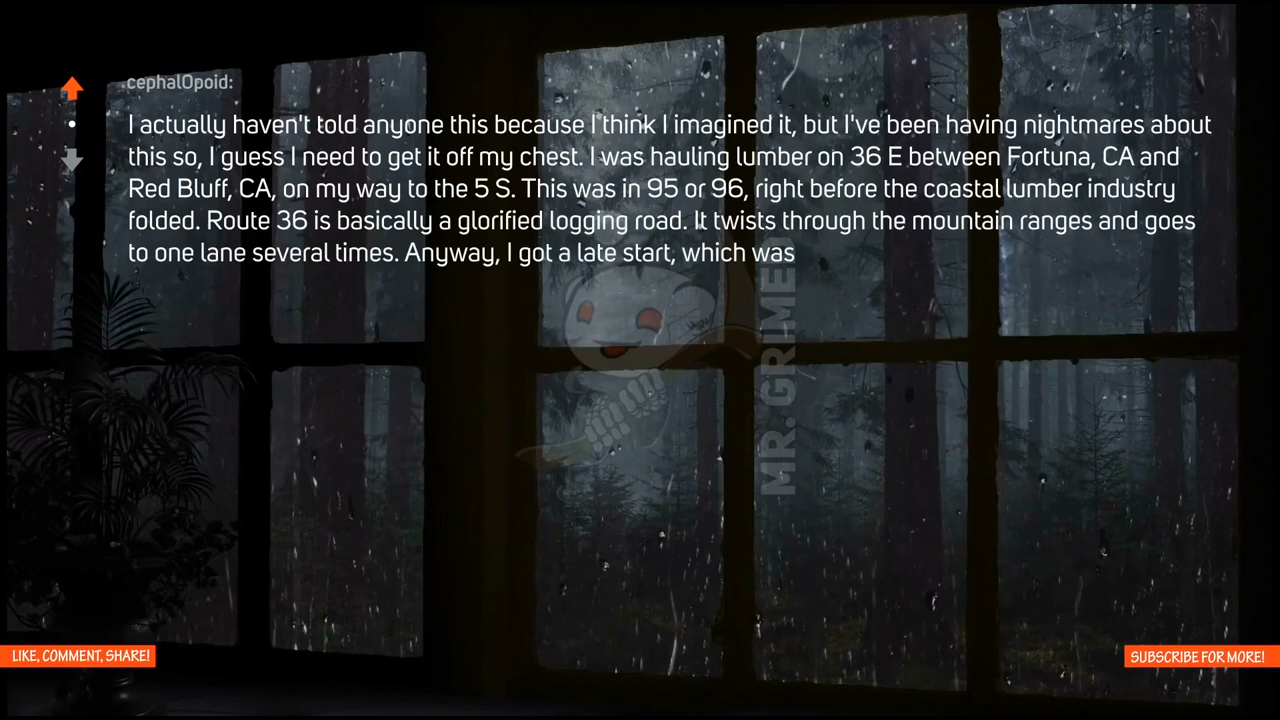 cephalOpoid:
I actually haven't told anyone this because I think I imagined it, but I've been having nightmares about
this so, I guess I need to get it off my chest. I was hauling lumber on 36 E between Fortuna, CA and
Red Bluff, CA, on my way to the 5 S. This was in 95 or 96, right before the coastal lumber industry
folded. Route 36 is basically a glorified logging road. It twists through the mountain ranges and goes
to one lane several times. Anyway, I got a late start, which was
MR. GRIME
LIKE, COMMENT, SHARE!
SUBSCRIBE FOR MORE!